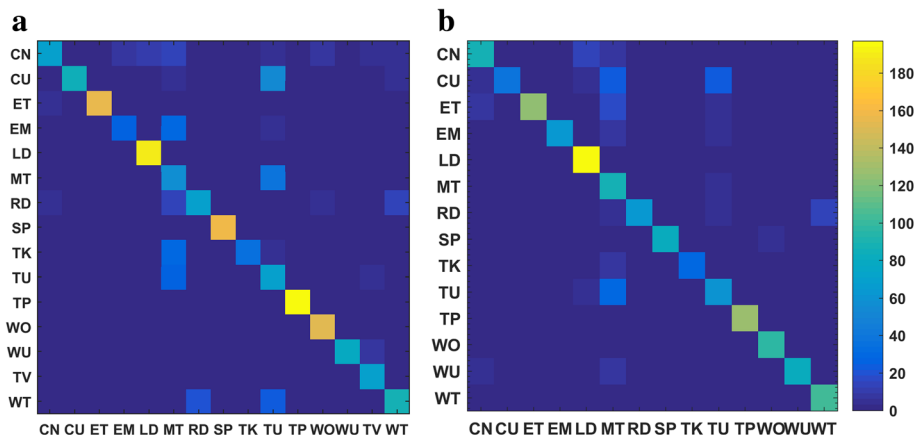 a
CN
CU
ET
EM
LD
MT
RD
SP
TK
TU
TP
WO
WU
TV
WT
CN CU ET EM LD MT RD SP TK TU TP WO WU TV WT
b
CN
CU
ET
EM
LD
MT
RD
SP
TK
TU
TP
WO
WU
WT
CN CU ET EM LD MT RD SP TK TU TP WO WU WT
180
160
140
120
100
80
60
40
20
0